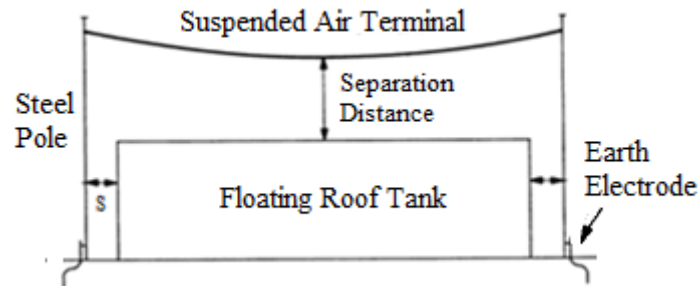 Suspended Air Terminal
Steel
Pole
Separation
Distance
Earth
Electrode
S
Floating Roof Tank